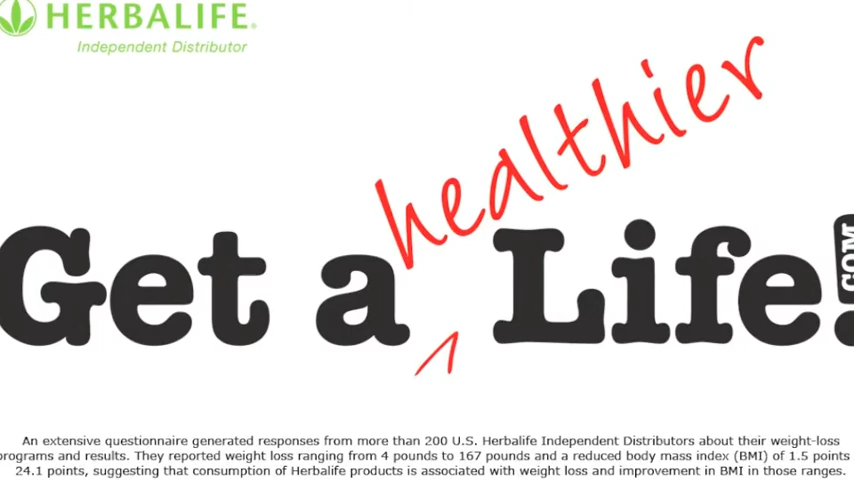 HERBALIFE®
Independent Distributor
healthier
Get a Life!
.COM
An extensive questionnaire generated responses from more than 200 U.S. Herbalife Independent Distributors about their weight-loss
programs and results. They reported weight loss ranging from 4 pounds to 167 pounds and a reduced body mass index (BMI) of 1.5 points
24.1 points, suggesting that consumption of Herbalife products is associated with weight loss and improvement in BMI in those ranges.